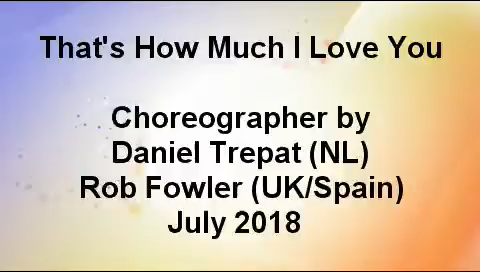 That's How Much I Love You
Choreographer by
Daniel Trepat (NL)
Rob Fowler (UK/Spain)
July 2018